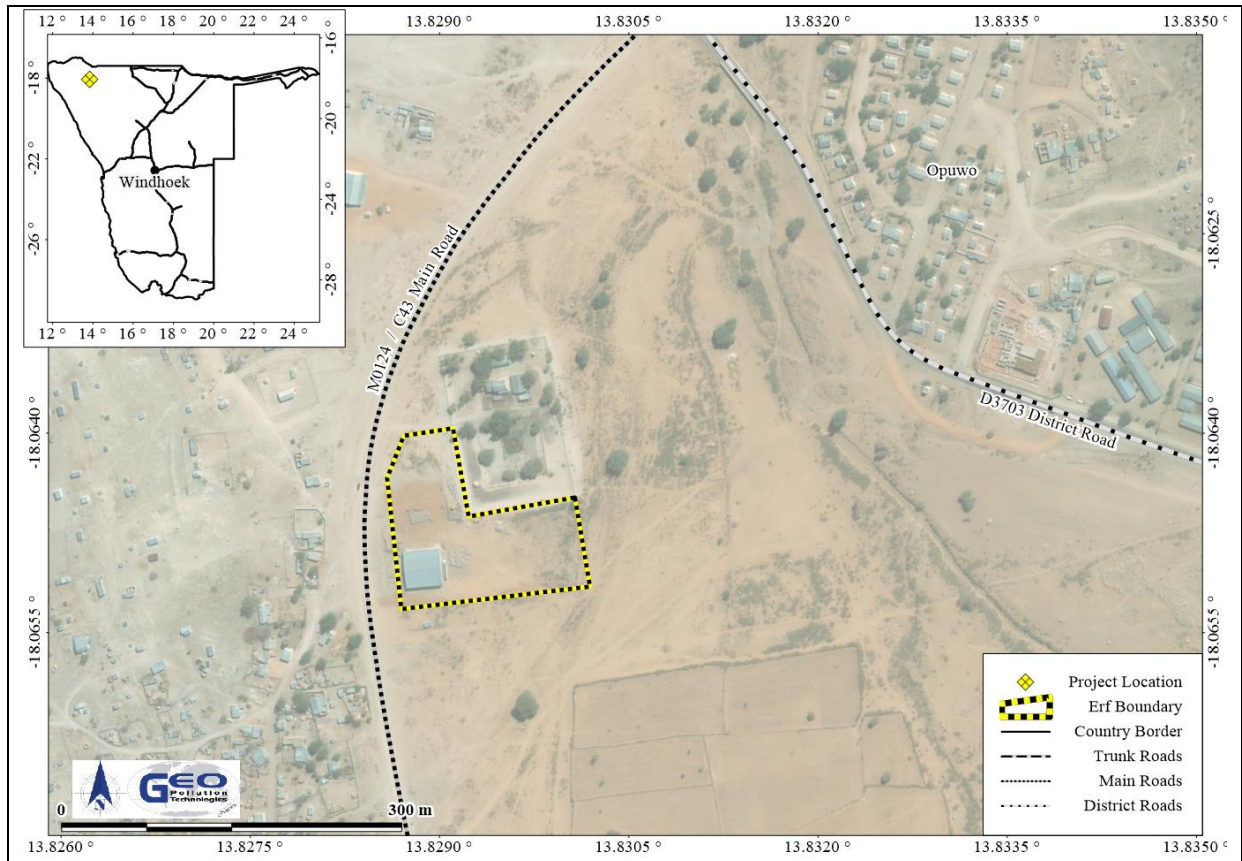 13.8290 ° 13.8305 ° 13.8320 ° 13.8335 ° 13.8350 °
12 ° 14 ° 16 ° 18 ° 20 ° 22 ° 24 °
-16 °
-18 °
-20 °
-22 °
Windhoek
-24 °
-26 °
-28 °
12 ° 14 ° 16 ° 18 ° 20 ° 22 ° 24 °
Opuwo
-18.0625 °
M0124 / C43 Main Road
D3703 District Road
-18.0640 ° -18.0640 °
-18.0655 ° -18.0655 °
Project Location
Erf Boundary
Country Border
Trunk Roads
Main Roads
District Roads
N
GEO
Pollution
Technologies
0 300 m
13.8260 ° 13.8275 ° 13.8290 ° 13.8305 ° 13.8320 ° 13.8335 ° 13.8350 °